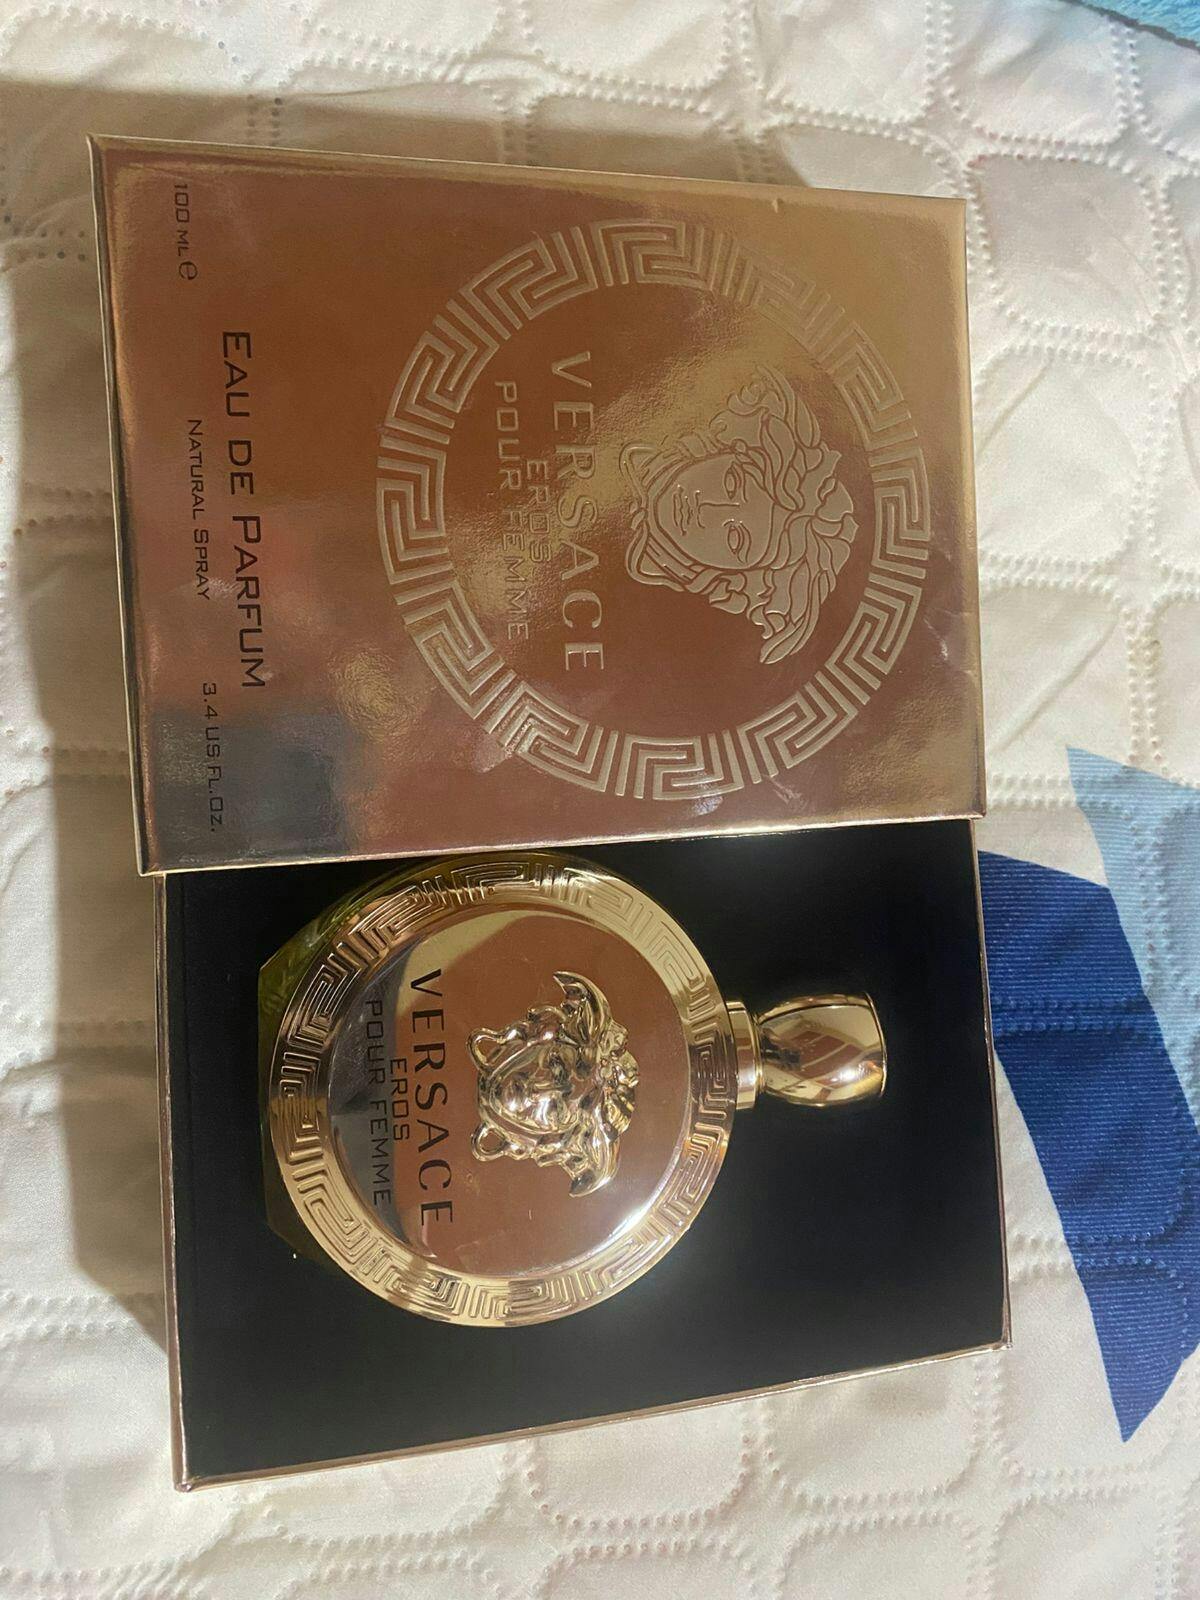 VERSACE
EROS
POUR FEMME
EAU DE PARFUM
100 ML e
NATURAL SPRAY
3.4 US.FL.OZ.
VERSACE
EROS
POUR FEMME